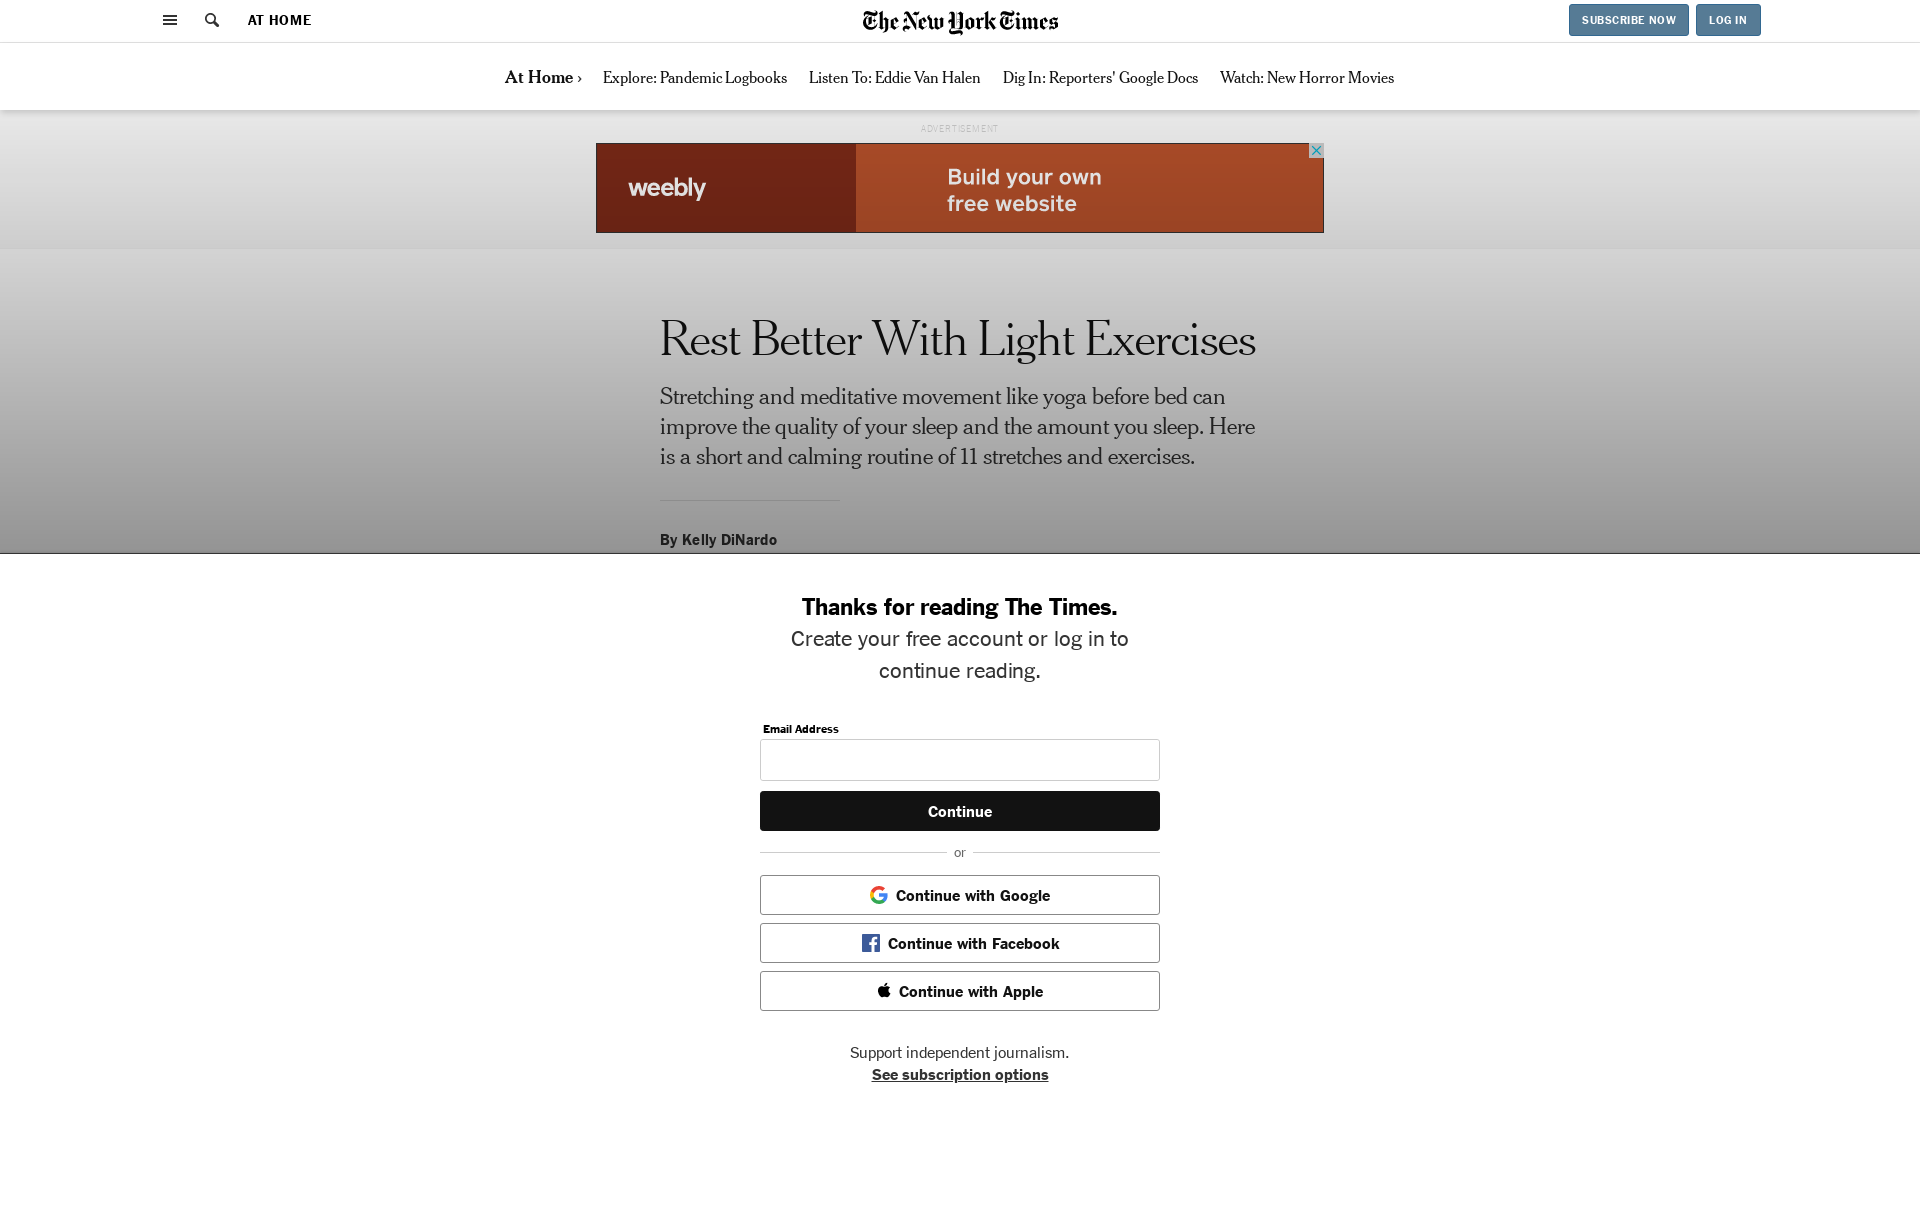 AT HOME
The New York Times
SUBSCRIBE NOW
LOG IN
At Home ›
Explore: Pandemic Logbooks
Listen To: Eddie Van Halen
Dig In: Reporters' Google Docs
Watch: New Horror Movies
ADVERTISEMENT
weebly
Build your own
free website
Rest Better With Light Exercises
Stretching and meditative movement like yoga before bed can
improve the quality of your sleep and the amount you sleep. Here
is a short and calming routine of 11 stretches and exercises.
By Kelly DiNardo
Thanks for reading The Times.
Create your free account or log in to
continue reading.
Email Address
Continue
or
Continue with Google
Continue with Facebook
Continue with Apple
Support independent journalism.
See subscription options